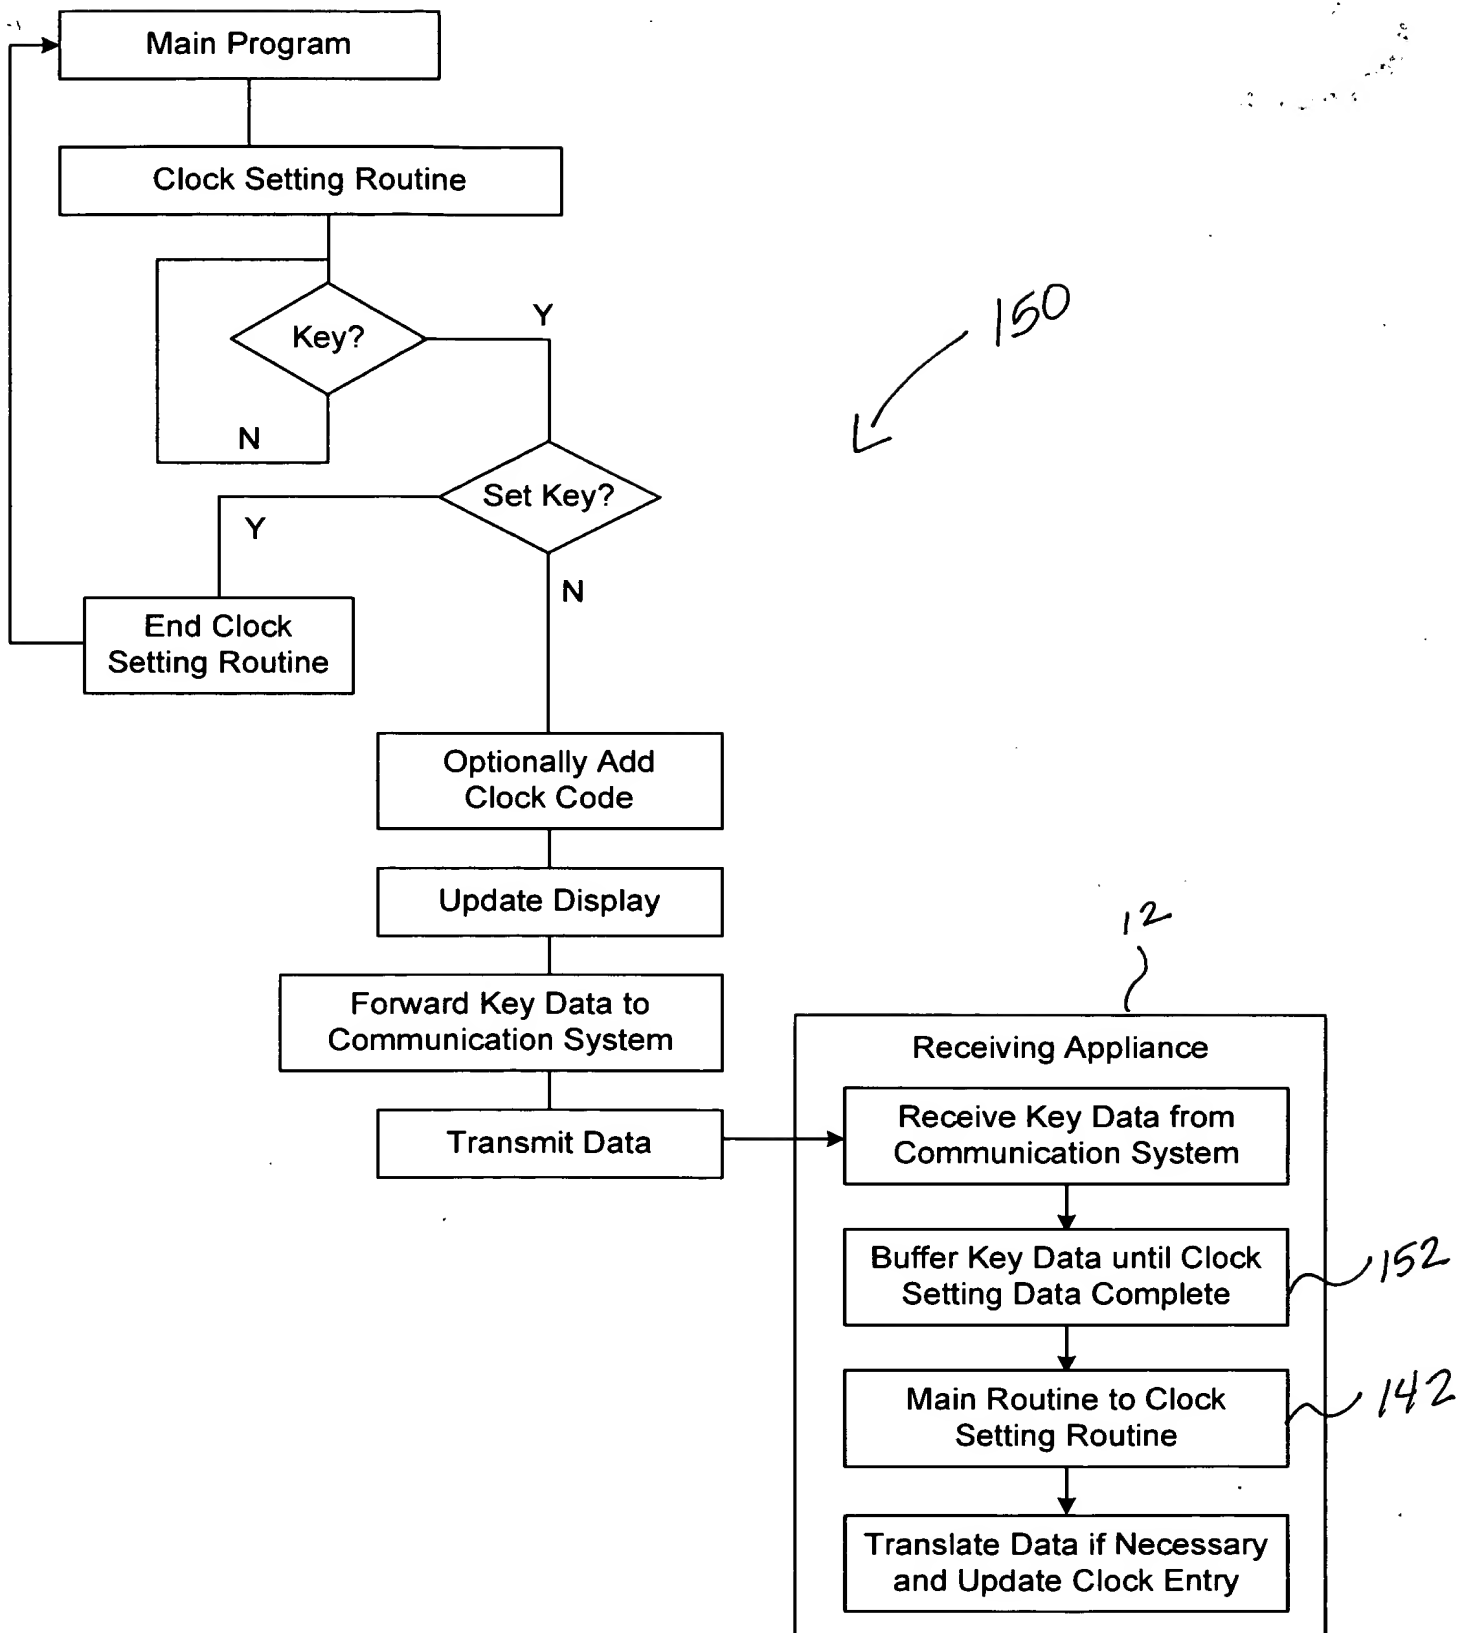 Main Program
Clock Setting Routine
Key?
Y
N
150
Set Key?
Y
N
End Clock
Setting Routine
Optionally Add
Clock Code
Update Display
Forward Key Data to
Communication System
Transmit Data
12
Receiving Appliance
Receive Key Data from
Communication System
Buffer Key Data until Clock
Setting Data Complete
152
Main Routine to Clock
Setting Routine
142
Translate Data if Necessary
and Update Clock Entry